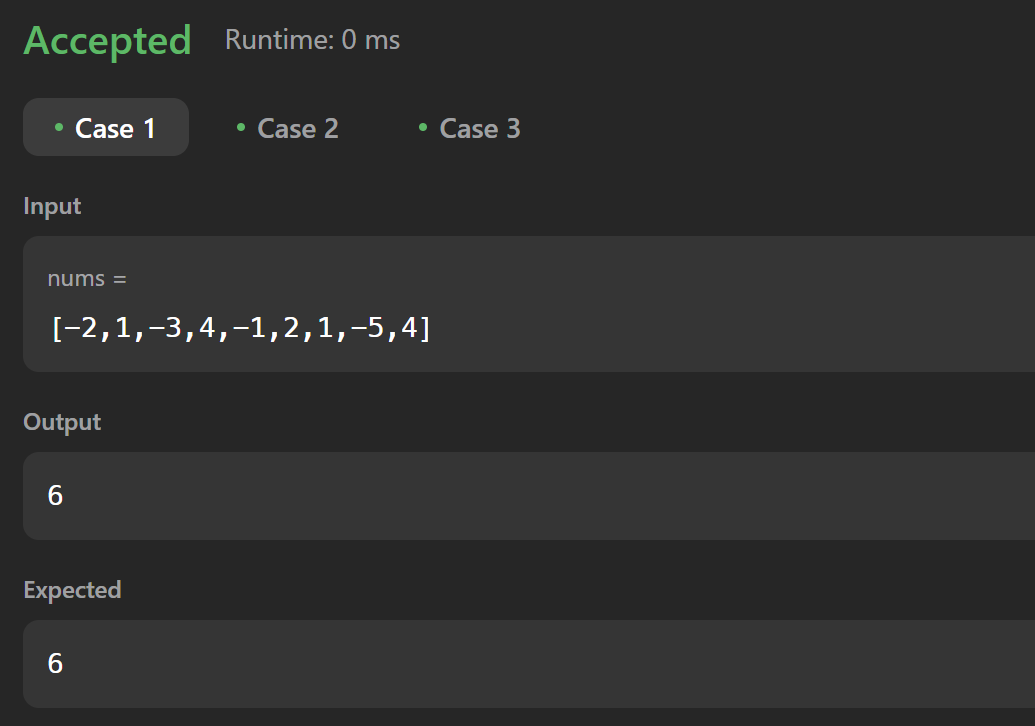 Accepted Runtime: 0 ms
Case 1 Case 2 Case 3
Input
nums =
[−2,1,−3,4,−1,2,1,−5,4]
Output
6
Expected
6